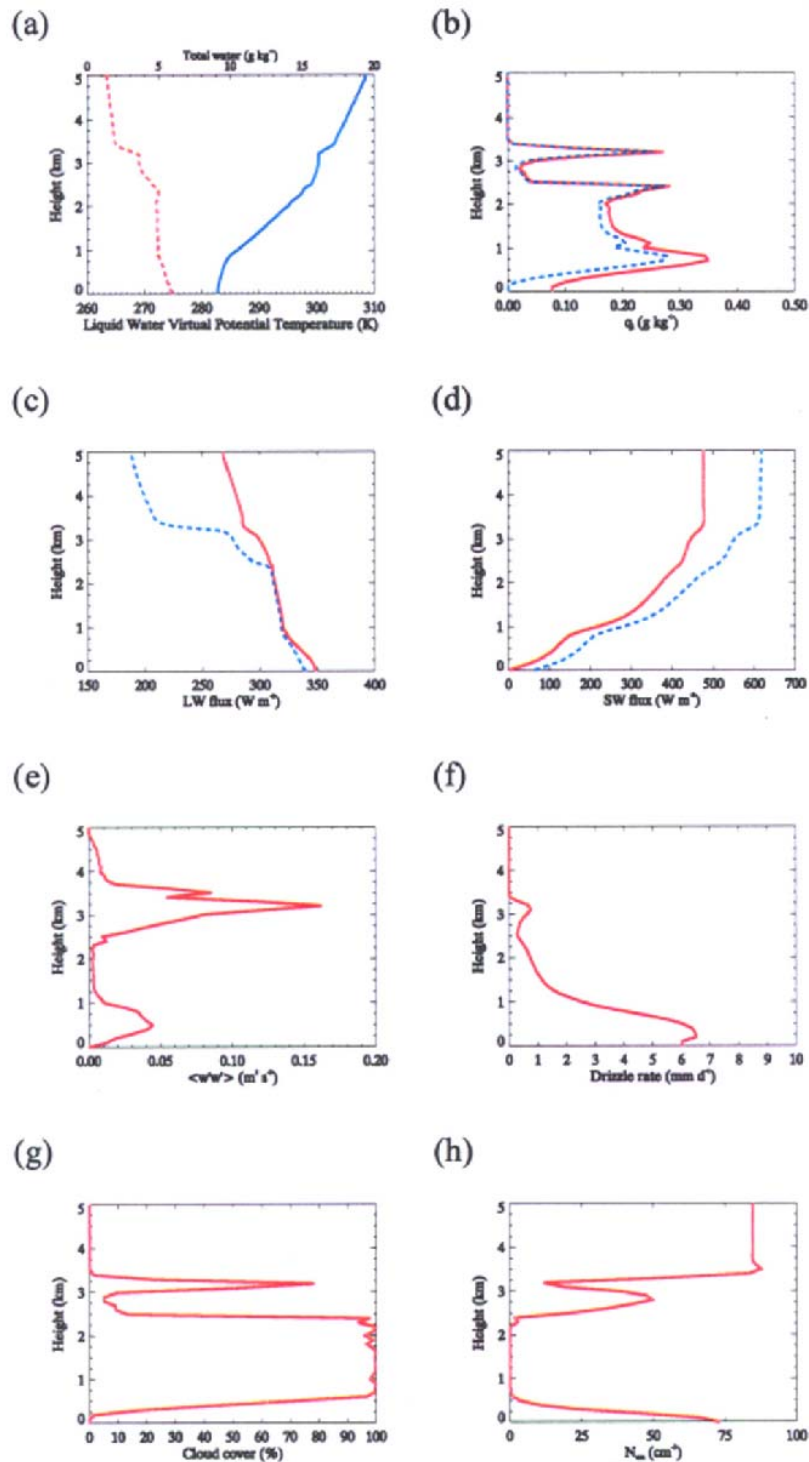 (a)
(b)
Total water (g kg⁻¹)
0 5 10 15 20
5
4
3
2
1
0
Height (km)
260 270 280 290 300 310
Liquid Water Virtual Potential Temperature (K)
5
4
3
2
1
0
Height (km)
0.00 0.10 0.20 0.30 0.40 0.50
(g kg⁻¹)
(c)
(d)
5
4
3
2
1
0
Height (km)
150 200 250 300 350 400
LW flux (W m⁻²)
5
4
3
2
1
0
Height (km)
0 100 200 300 400 500 600 700
SW flux (W m⁻²)
(e)
(f)
5
4
3
2
1
0
Height (km)
0.00 0.05 0.10 0.15 0.20
<w'w'> (m² s⁻²)
5
4
3
2
1
0
Height (km)
0 1 2 3 4 5 6 7 8 9 10
Drizzle rate (mm d⁻¹)
(g)
(h)
5
4
3
2
1
0
Height (km)
0 10 20 30 40 50 60 70 80 90 100
Cloud cover (%)
5
4
3
2
1
0
Height (km)
0 25 50 75 100
(cm⁻³)